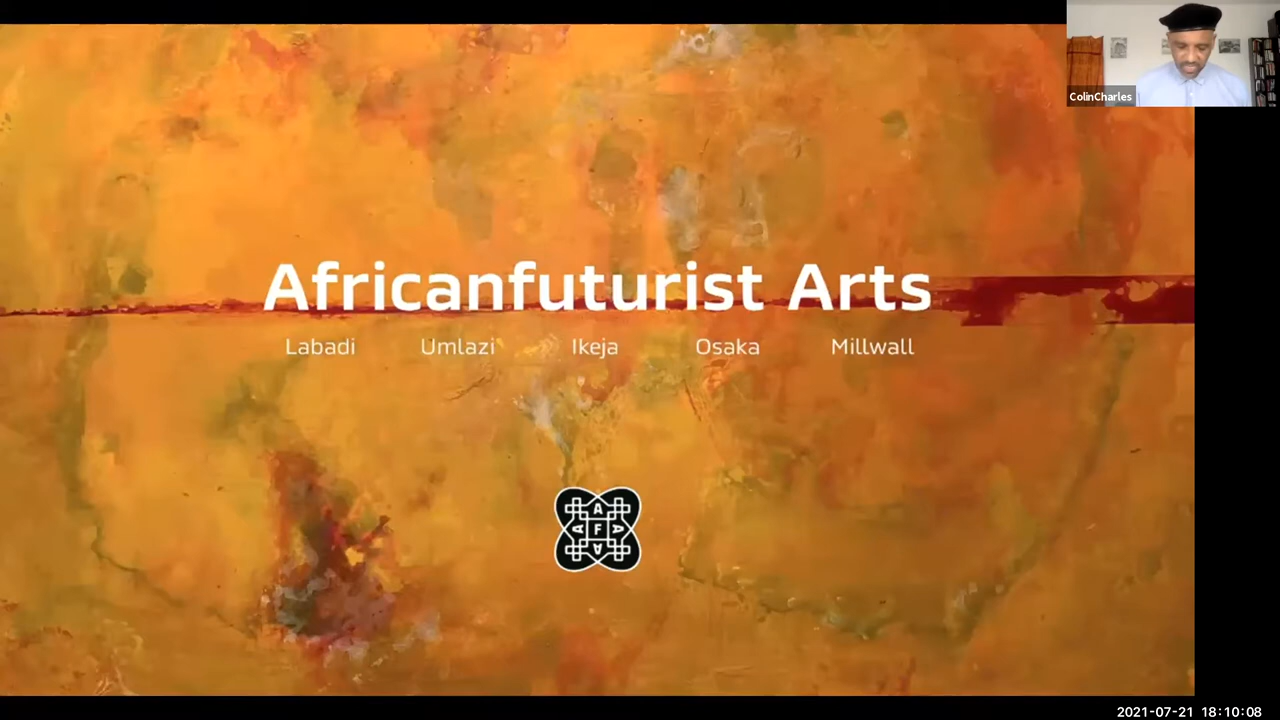 ColinCharles
Africanfuturist Arts
Labadi Umlazi Ikeja Osaka Millwall
A
A F A
A
2021-07-21 18:10:08